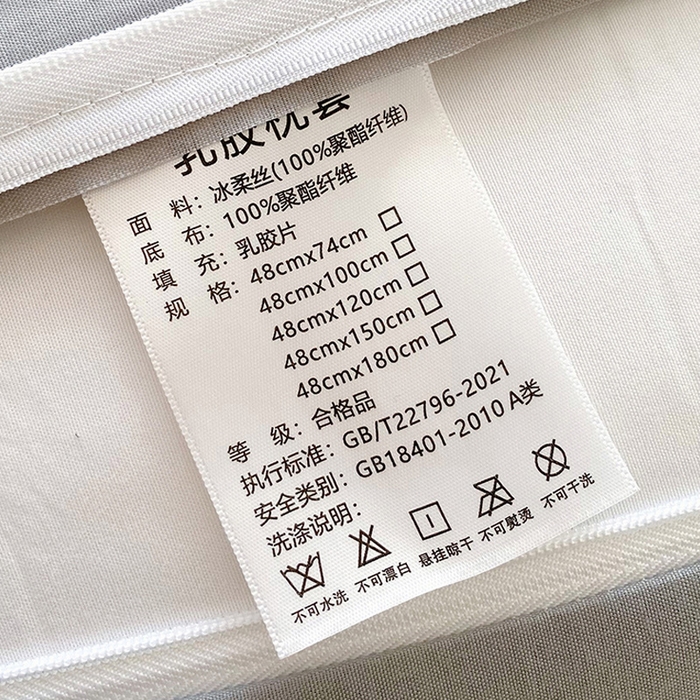 乳胶枕套
面 料：冰柔丝(100%聚酯纤维)
底 布：100%聚酯纤维
填 充：乳胶片
规 格：48cmx74cm □
48cmx100cm □
48cmx120cm □
48cmx150cm □
48cmx180cm □
等 级：合格品
执行标准：GB/T22796-2021
安全类别：GB18401-2010 A类
洗涤说明：
不可水洗 不可漂白 悬挂晾干 不可熨烫 不可干洗